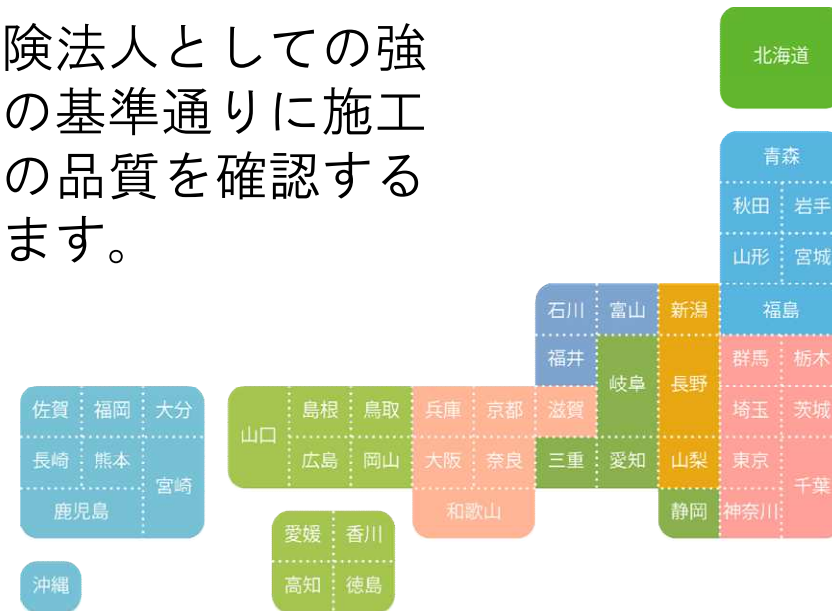 険法人としての強
の基準通りに施工
の品質を確認する
ます。
北海道
青森
秋田 岩手
山形 宮城
石川 富山 新潟 福島
福井 岐阜 長野 群馬 栃木
佐賀 福岡 大分 山口 島根 鳥取 兵庫 京都 滋賀 埼玉 茨城
長崎 熊本 宮崎 広島 岡山 大阪 奈良 三重 愛知 山梨 東京 千葉
鹿児島 和歌山 静岡 神奈川
愛媛 香川
沖縄 高知 徳島